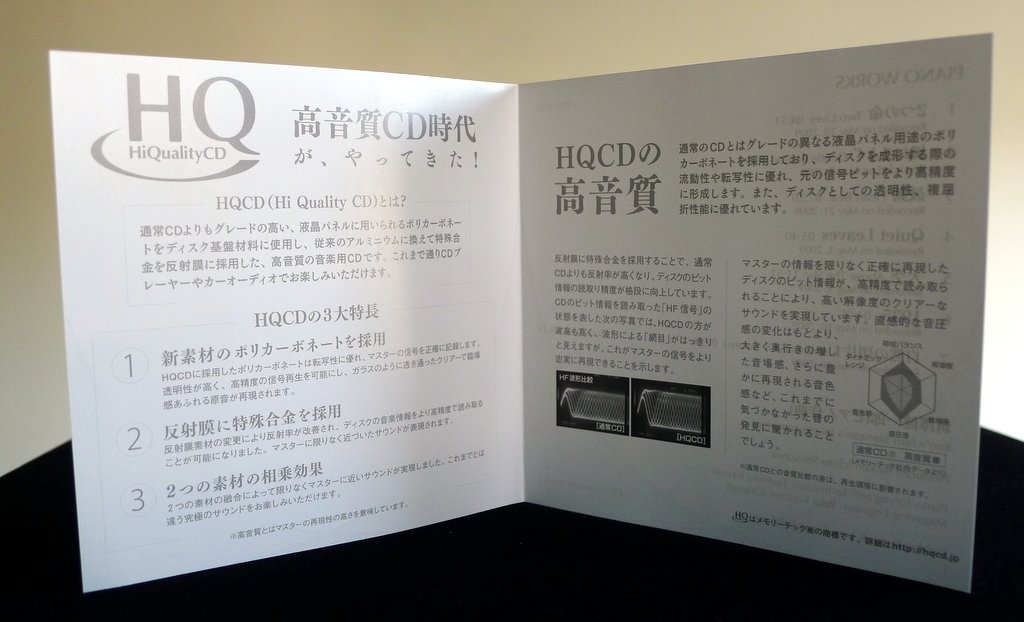 HQ
HiQualityCD
高音質CD時代
が、やってきた!
HQCD(Hi Quality CD)とは?
通常CDよりもグレードの高い、液晶パネルに用いられるポリカーボネー
トをディスク基盤材料に使用し、従来のアルミニウムに換えて特殊合
金を反射膜に採用した、高音質の音楽用CDです。これまで通りCDプ
レーヤーやカーオーディオでお楽しみいただけます。
HQCDの3大特長
1 新素材のポリカーボネートを採用
HQCDに採用したポリカーボネートは転写性に優れ、マスターの信号を正確に記録します。
透明性が高く、高精度の信号再生を可能にし、ガラスのように透き通ったクリアーで臨場
感あふれる原音が再現されます。
2 反射膜に特殊合金を採用
反射膜素材の変更により反射率が改善され、ディスクの音楽情報をより高精度で読み取る
ことが可能になりました。マスターに限りなく近づいたサウンドが表現されます。
3 2つの素材の相乗効果
2つの素材の融合によって限りなくマスターに近いサウンドが実現しました。これまでとは
違う究極のサウンドをお楽しみいただけます。
※高音質とはマスターの再現性の高さを意味しています。
HQCDの
高音質
通常のCDとはグレードの異なる液晶パネル用途のポリ
カーボネートを採用しており、ディスクを成形する際の
流動性や転写性に優れ、元の信号ピットをより高精度
に形成します。また、ディスクとしての透明性、複屈
折性能に優れています。
反射膜に特殊合金を採用することで、通常
CDよりも反射率が高くなり、ディスクのピット
情報の読取り精度が格段に向上しています。
CDのピット情報を読み取った「HF信号」の
状態を表した次の写真では、HQCDの方が
波高も高く、波形による「網目」がはっきり
と見えますが、これがマスターの信号をより
忠実に再現できることを示します。
HF波形比較
[通常CD]
[HQCD]
マスターの情報を限りなく正確に再現した
ディスクのピット情報が、高精度で読み取ら
れることにより、高い解像度のクリアーな
サウンドを実現しています。直感的な音圧
感の変化はもとより、
大きく奥行きの増し
た音場感、さらに豊
かに再現される音色
感など、これまでに
気づかなかった音の
発見に驚かれること
でしょう。
帯域バランス
ダイナミック
レンジ
音圧感
通常CD 高音質盤
(メモリーテック社内データより)
※通常CDとの音質比較の差は、再生環境に影響されます。
HQはメモリーテック㈱の商標です。詳細はhttp://hqcd.jp